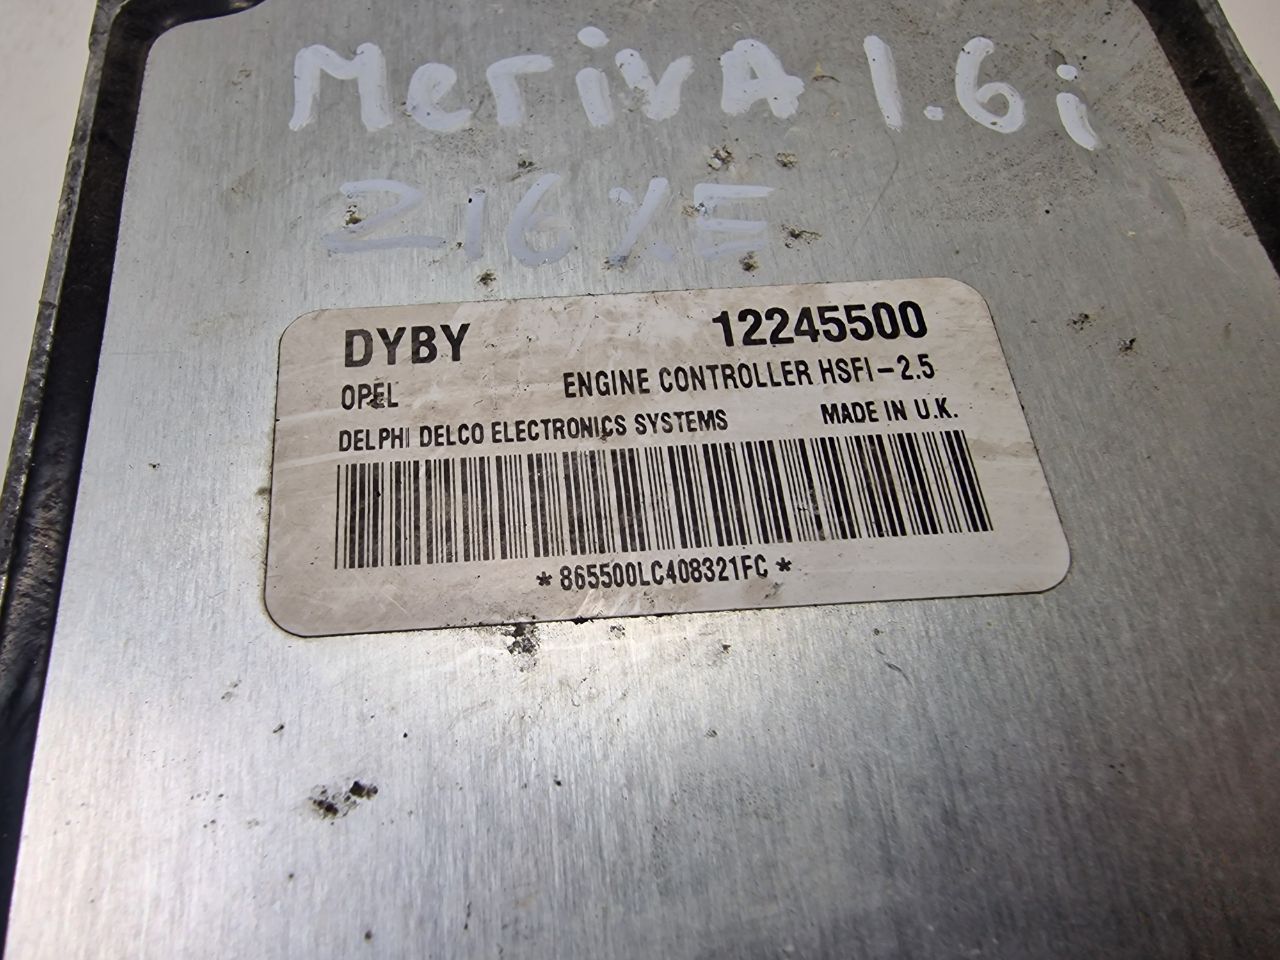 MerivA 1.6i
Z16XE
DYBY 12245500
OPEL ENGINE CONTROLLER HSFI-2.5
DELPHI DELCO ELECTRONICS SYSTEMS MADE IN U.K.
*865500LC408321FC*